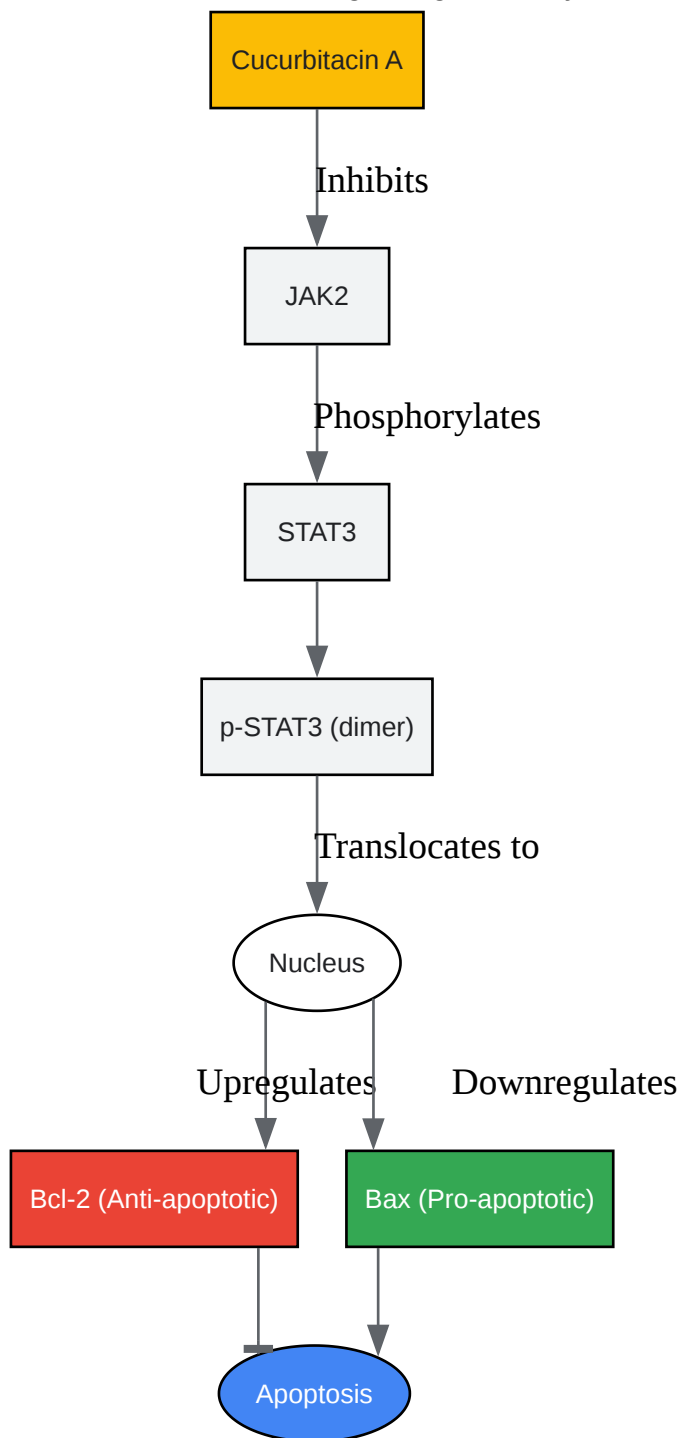 Cucurbitacin A
Inhibits
JAK2
Phosphorylates
STAT3
p-STAT3 (dimer)
Translocates to
Nucleus
Upregulates
Downregulates
Bcl-2 (Anti-apoptotic)
Bax (Pro-apoptotic)
Apoptosis